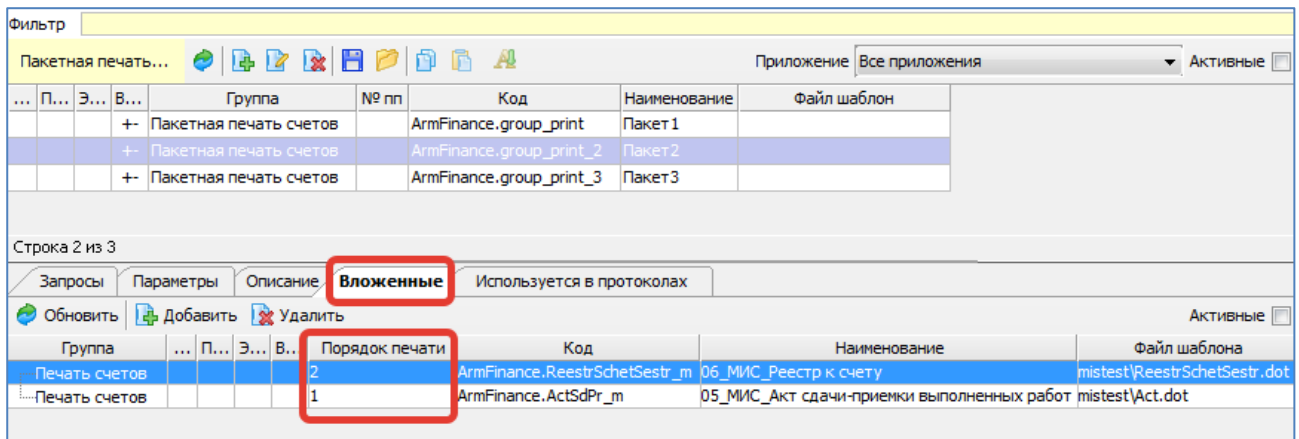 Фильтр
Пакетная печать... Приложение Все приложения Активные
... П... Э... В... Группа № пп Код Наименование Файл шаблон
+- Пакетная печать счетов ArmFinance.group_print Пакет1
+- Пакетная печать счетов ArmFinance.group_print_2 Пакет2
+- Пакетная печать счетов ArmFinance.group_print_3 Пакет3
Строка 2 из 3
Запросы Параметры Описание Вложенные Используется в протоколах
Обновить Добавить Удалить Активные
Группа ... П... Э... В... Порядок печати Код Наименование Файл шаблона
Печать счетов 2 ArmFinance.ReestrSchetSestr_m 06_МИС_Реестр к счету mistest\ReestrSchetSestr.dot
Печать счетов 1 ArmFinance.ActSdPr_m 05_МИС_Акт сдачи-приемки выполненных работ mistest\Act.dot